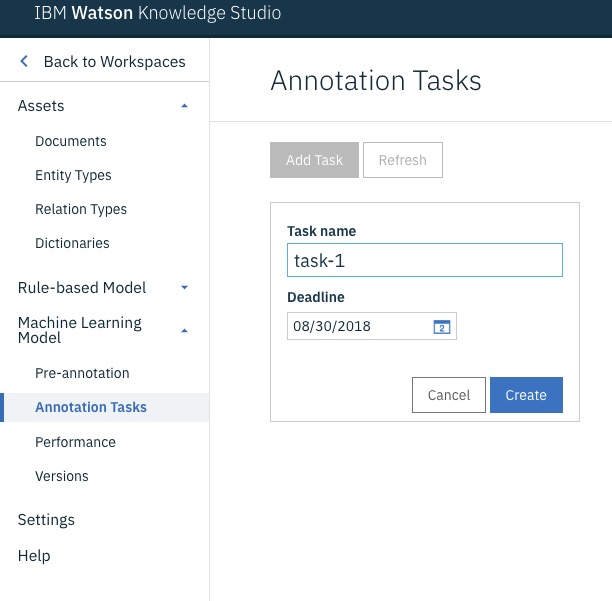 IBM Watson Knowledge Studio
Back to Workspaces
Assets
Documents
Entity Types
Relation Types
Dictionaries
Rule-based Model
Machine Learning
Model
Pre-annotation
Annotation Tasks
Performance
Versions
Settings
Help
Annotation Tasks
Add Task Refresh
Task name
task-1
Deadline
08/30/2018 2
Cancel Create